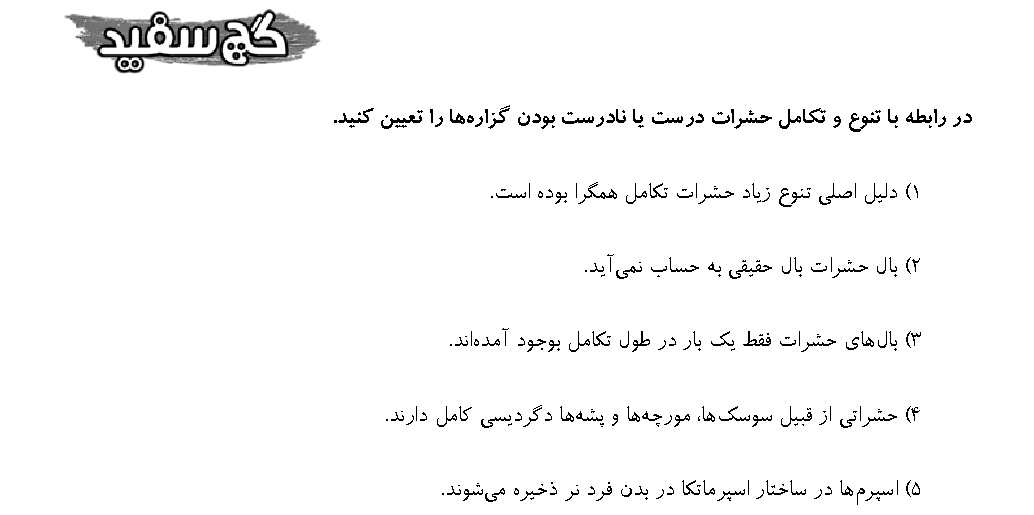 گچ سفید
در رابطه با تنوع و تکامل حشرات درست یا نادرست بودن گزاره‌ها را تعیین کنید.
۱) دلیل اصلی تنوع زیاد حشرات تکامل همگرا بوده است.
۲) بال حشرات بال حقیقی به حساب نمی‌آید.
۳) بال‌های حشرات فقط یک بار در طول تکامل بوجود آمده‌اند.
۴) حشراتی از قبیل سوسک‌ها، مورچه‌ها و پشه‌ها دگردیسی کامل دارند.
۵) اسپرم‌ها در ساختار اسپرماتکا در بدن فرد نر ذخیره می‌شوند.